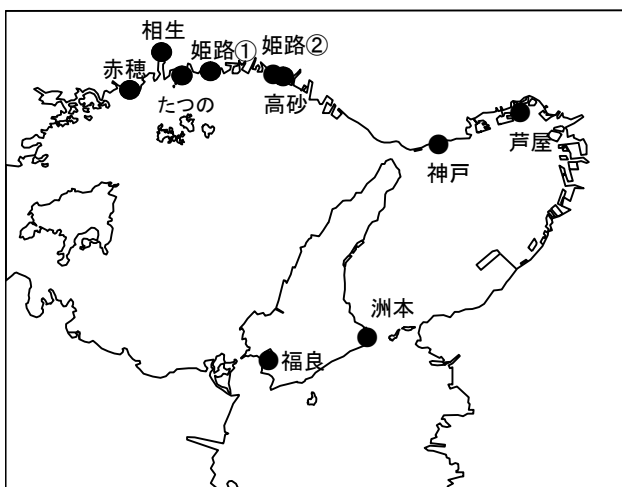 相生
姫路① 姫路②
赤穂
たつの 高砂
芦屋
神戸
洲本
福良